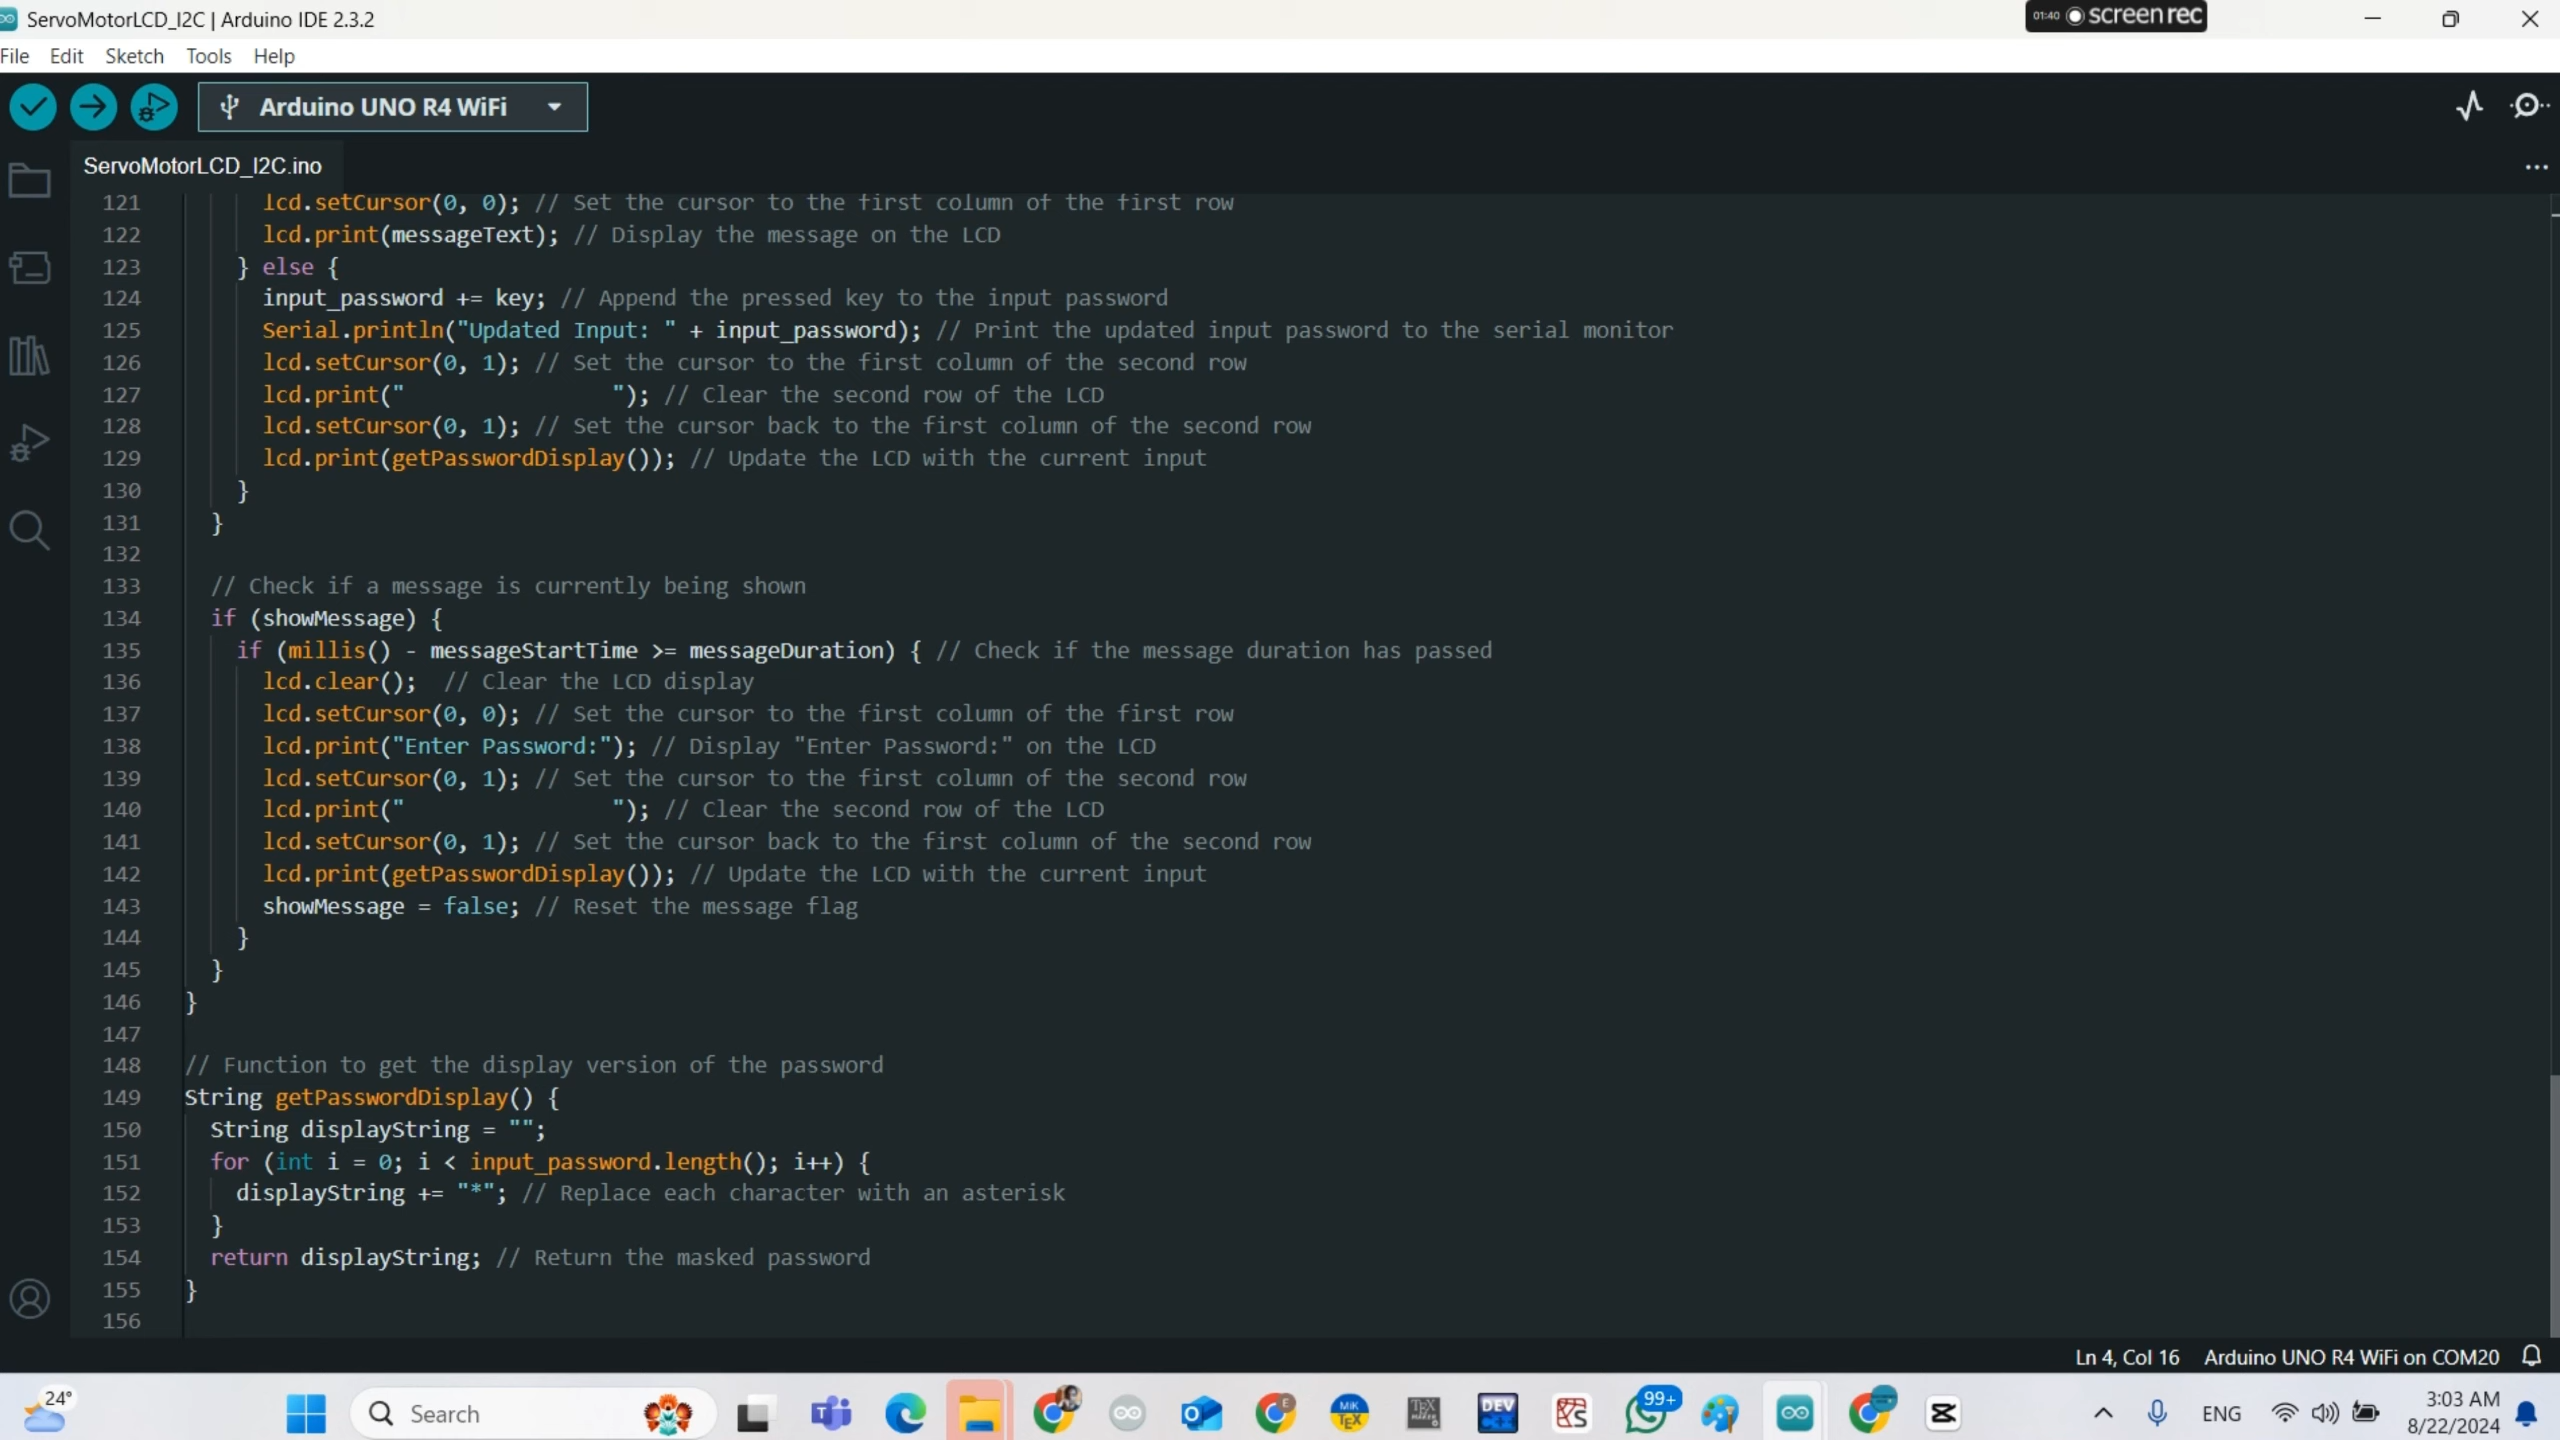 ServoMotorLCD_I2C | Arduino IDE 2.3.2
01:40 screenrec
File Edit Sketch Tools Help
Arduino UNO R4 WiFi
ServoMotorLCD_I2C.ino
121 lcd.setCursor(0, 0); // Set the cursor to the first column of the first row
122 lcd.print(messageText); // Display the message on the LCD
123 } else {
124 input_password += key; // Append the pressed key to the input password
125 Serial.println("Updated Input: " + input_password); // Print the updated input password to the serial monitor
126 lcd.setCursor(0, 1); // Set the cursor to the first column of the second row
127 lcd.print("                "); // Clear the second row of the LCD
128 lcd.setCursor(0, 1); // Set the cursor back to the first column of the second row
129 lcd.print(getPasswordDisplay()); // Update the LCD with the current input
130 }
131 }
132
133 // Check if a message is currently being shown
134 if (showMessage) {
135 if (millis() - messageStartTime >= messageDuration) { // Check if the message duration has passed
136 lcd.clear();  // Clear the LCD display
137 lcd.setCursor(0, 0); // Set the cursor to the first column of the first row
138 lcd.print("Enter Password:"); // Display "Enter Password:" on the LCD
139 lcd.setCursor(0, 1); // Set the cursor to the first column of the second row
140 lcd.print("                "); // Clear the second row of the LCD
141 lcd.setCursor(0, 1); // Set the cursor back to the first column of the second row
142 lcd.print(getPasswordDisplay()); // Update the LCD with the current input
143 showMessage = false; // Reset the message flag
144 }
145 }
146 }
147
148 // Function to get the display version of the password
149 String getPasswordDisplay() {
150 String displayString = "";
151 for (int i = 0; i < input_password.length(); i++) {
152 displayString += "*"; // Replace each character with an asterisk
153 }
154 return displayString; // Return the masked password
155 }
156
Ln 4, Col 16 Arduino UNO R4 WiFi on COM20
24°
Search
DEV C++
MiK TEX
99+
ENG
3:03 AM
8/22/2024